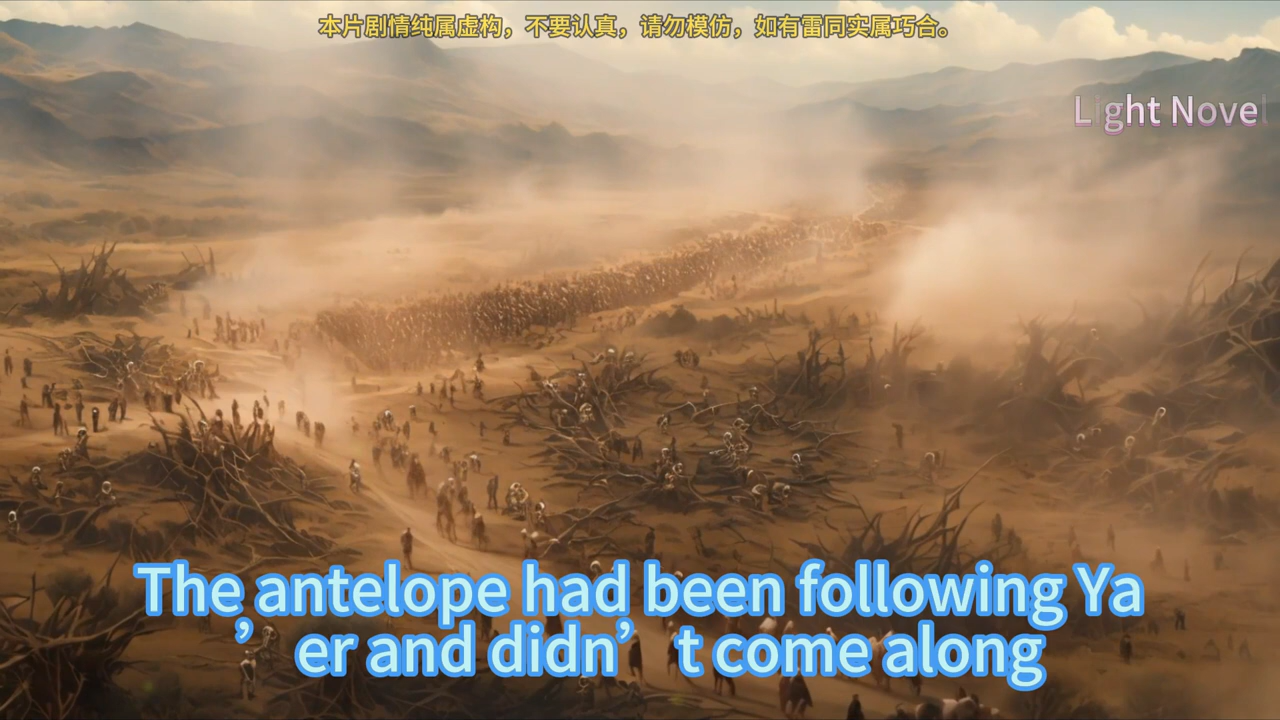 本片剧情纯属虚构，不要认真，请勿模仿，如有雷同实属巧合。
Light Novel
The antelope had been following Ya
’er and didn’t come along